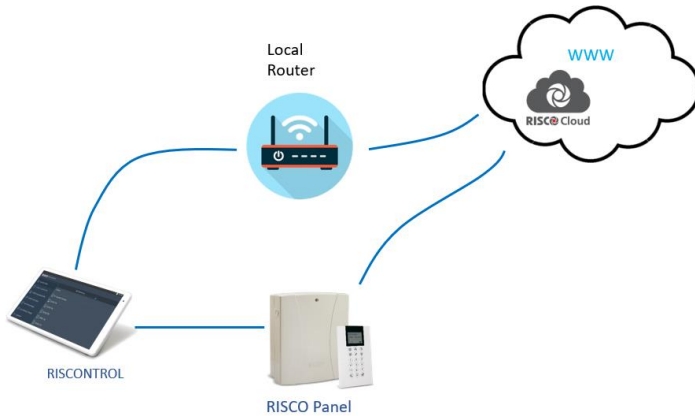 Local
Router
WWW
RISCO Cloud
RISCONTROL
RISCO Panel